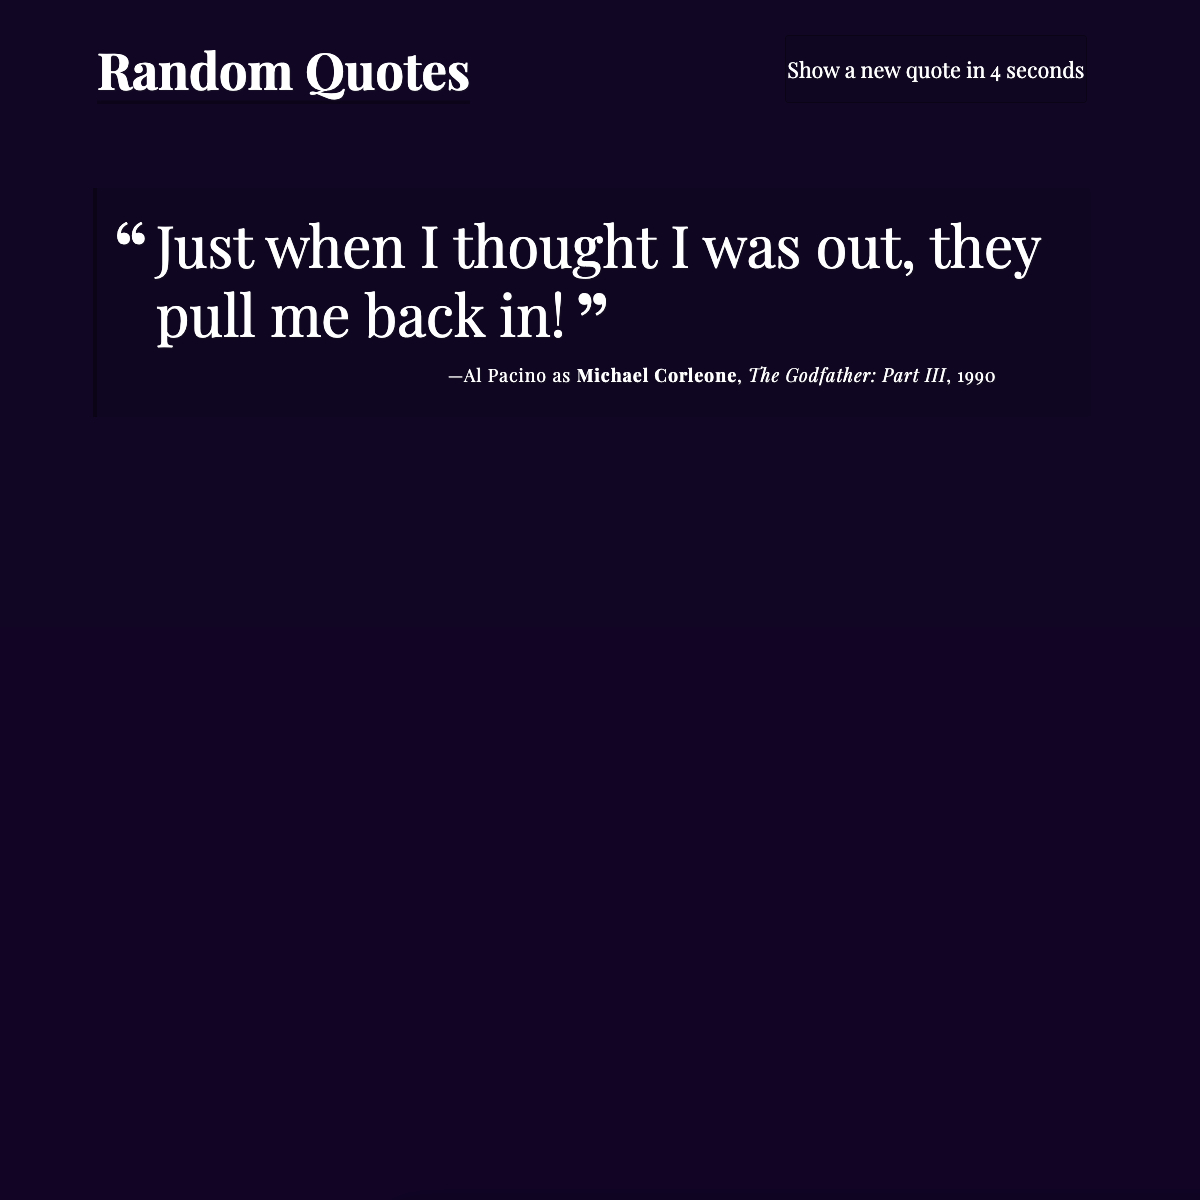 Random Quotes
Show a new quote in 4 seconds
“Just when I thought I was out, they
pull me back in!”
—Al Pacino as Michael Corleone, The Godfather: Part III, 1990